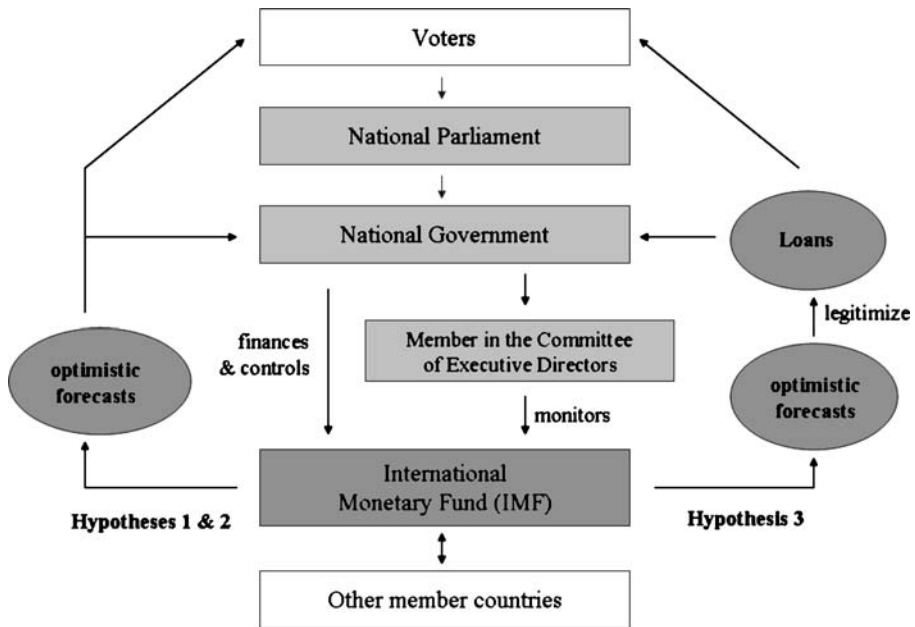 Voters
National Parliament
National Government
Loans
legitimize
finances
& controls
Member in the Committee
of Executive Directors
optimistic
forecasts
optimistic
forecasts
monitors
International
Monetary Fund (IMF)
Hypotheses 1 & 2
Hypothesis 3
Other member countries